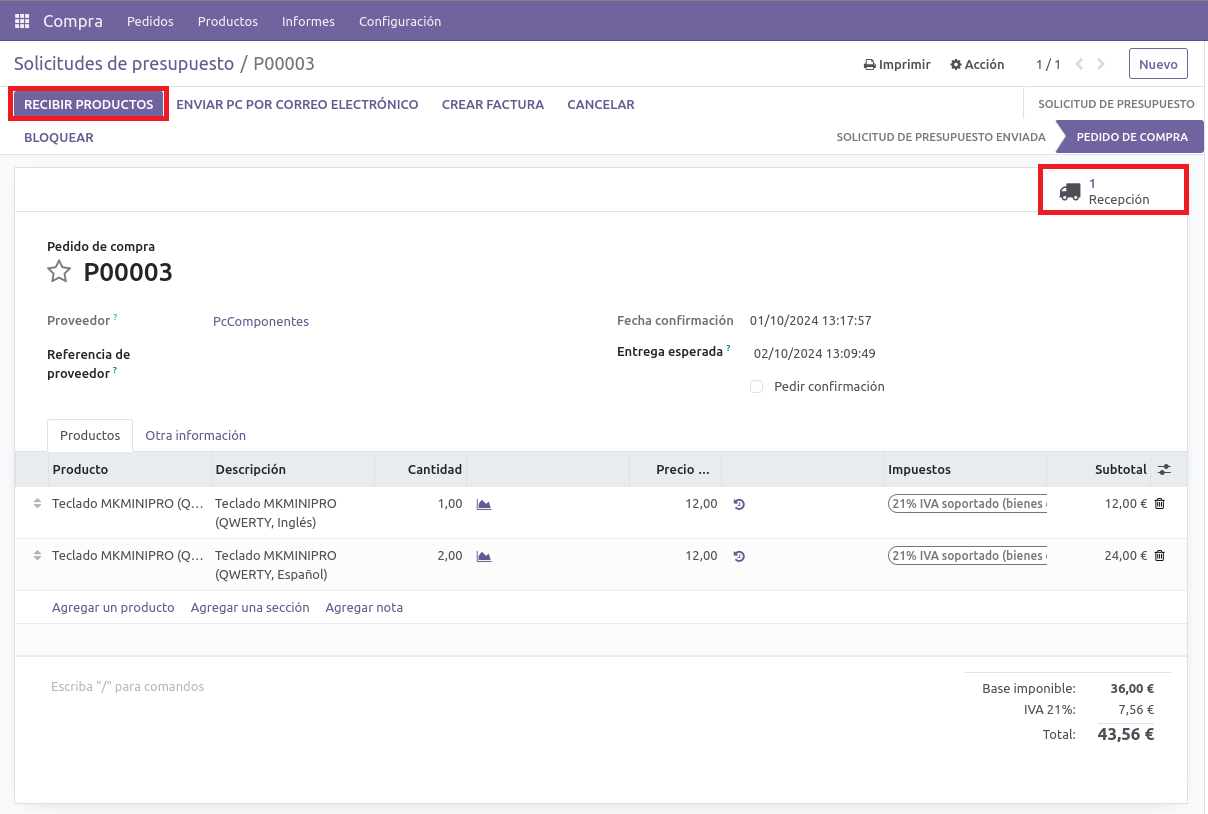 Compra Pedidos Productos Informes Configuración
Solicitudes de presupuesto / P00003 Imprimir Acción 1 / 1 Nuevo
RECIBIR PRODUCTOS ENVIAR PC POR CORREO ELECTRÓNICO CREAR FACTURA CANCELAR SOLICITUD DE PRESUPUESTO
BLOQUEAR SOLICITUD DE PRESUPUESTO ENVIADA PEDIDO DE COMPRA
1
Recepción
Pedido de compra
P00003
Proveedor ? PcComponentes Fecha confirmación 01/10/2024 13:17:57
Referencia de
proveedor ?
Entrega esperada ? 02/10/2024 13:09:49
Pedir confirmación
Productos Otra información
Producto Descripción Cantidad Precio ... Impuestos Subtotal
Teclado MKMINIPRO (Q... Teclado MKMINIPRO 1,00 12,00 21% IVA soportado (bienes 12,00 €
(QWERTY, Inglés)
Teclado MKMINIPRO (Q... Teclado MKMINIPRO 2,00 12,00 21% IVA soportado (bienes 24,00 €
(QWERTY, Español)
Agregar un producto Agregar una sección Agregar nota
Escriba "/" para comandos
Base imponible: 36,00 €
IVA 21%: 7,56 €
Total: 43,56 €